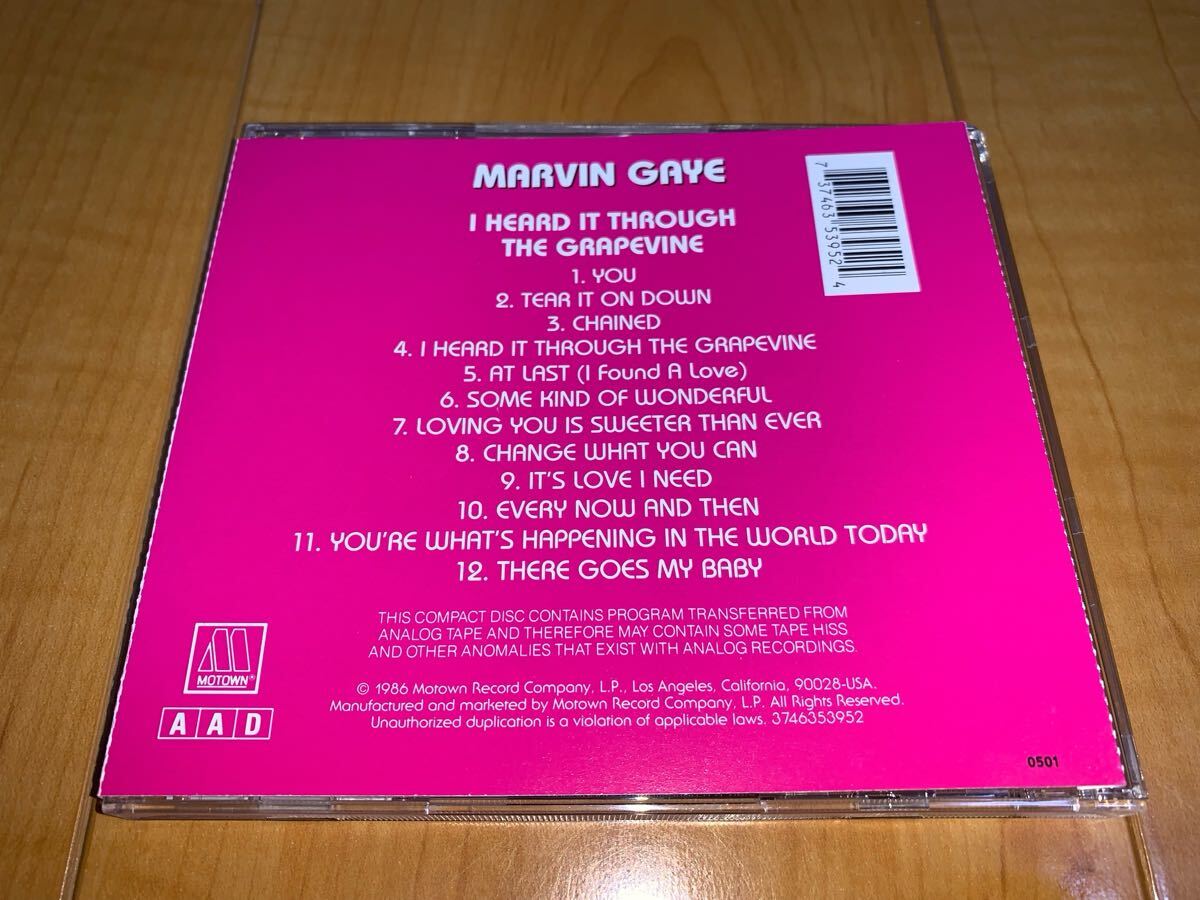 MARVIN GAYE
I HEARD IT THROUGH
THE GRAPEVINE
1. YOU
2. TEAR IT ON DOWN
3. CHAINED
4. I HEARD IT THROUGH THE GRAPEVINE
5. AT LAST (I Found A Love)
6. SOME KIND OF WONDERFUL
7. LOVING YOU IS SWEETER THAN EVER
8. CHANGE WHAT YOU CAN
9. IT'S LOVE I NEED
10. EVERY NOW AND THEN
11. YOU'RE WHAT'S HAPPENING IN THE WORLD TODAY
12. THERE GOES MY BABY
7 37463 53952 4
THIS COMPACT DISC CONTAINS PROGRAM TRANSFERRED FROM
ANALOG TAPE AND THEREFORE MAY CONTAIN SOME TAPE HISS
AND OTHER ANOMALIES THAT EXIST WITH ANALOG RECORDINGS.
M
MOTOWN®
AAD
© 1986 Motown Record Company, L.P., Los Angeles, California, 90028-USA.
Manufactured and marketed by Motown Record Company, L.P. All Rights Reserved.
Unauthorized duplication is a violation of applicable laws. 3746353952
0501